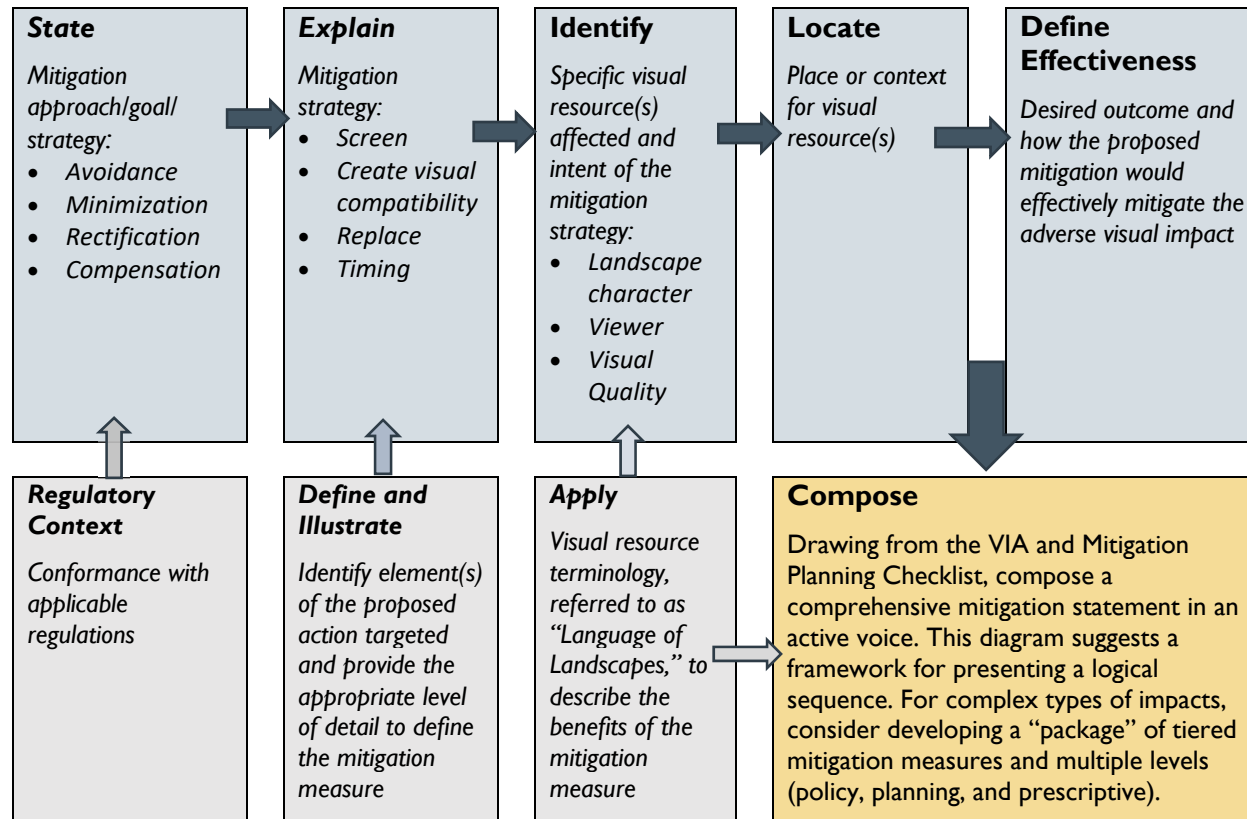 State
Mitigation
approach/goal/
strategy:
• Avoidance
• Minimization
• Rectification
• Compensation
Explain
Mitigation
strategy:
• Screen
• Create visual
compatibility
• Replace
• Timing
Identify
Specific visual
resource(s)
affected and
intent of the
mitigation
strategy:
• Landscape
character
• Viewer
• Visual
Quality
Locate
Place or context
for visual
resource(s)
Define
Effectiveness
Desired outcome and
how the proposed
mitigation would
effectively mitigate the
adverse visual impact
Regulatory
Context
Conformance with
applicable
regulations
Define and
Illustrate
Identify element(s)
of the proposed
action targeted
and provide the
appropriate level
of detail to define
the mitigation
measure
Apply
Visual resource
terminology,
referred to as
“Language of
Landscapes,” to
describe the
benefits of the
mitigation
measure
Compose
Drawing from the VIA and Mitigation
Planning Checklist, compose a
comprehensive mitigation statement in an
active voice. This diagram suggests a
framework for presenting a logical
sequence. For complex types of impacts,
consider developing a “package” of tiered
mitigation measures and multiple levels
(policy, planning, and prescriptive).